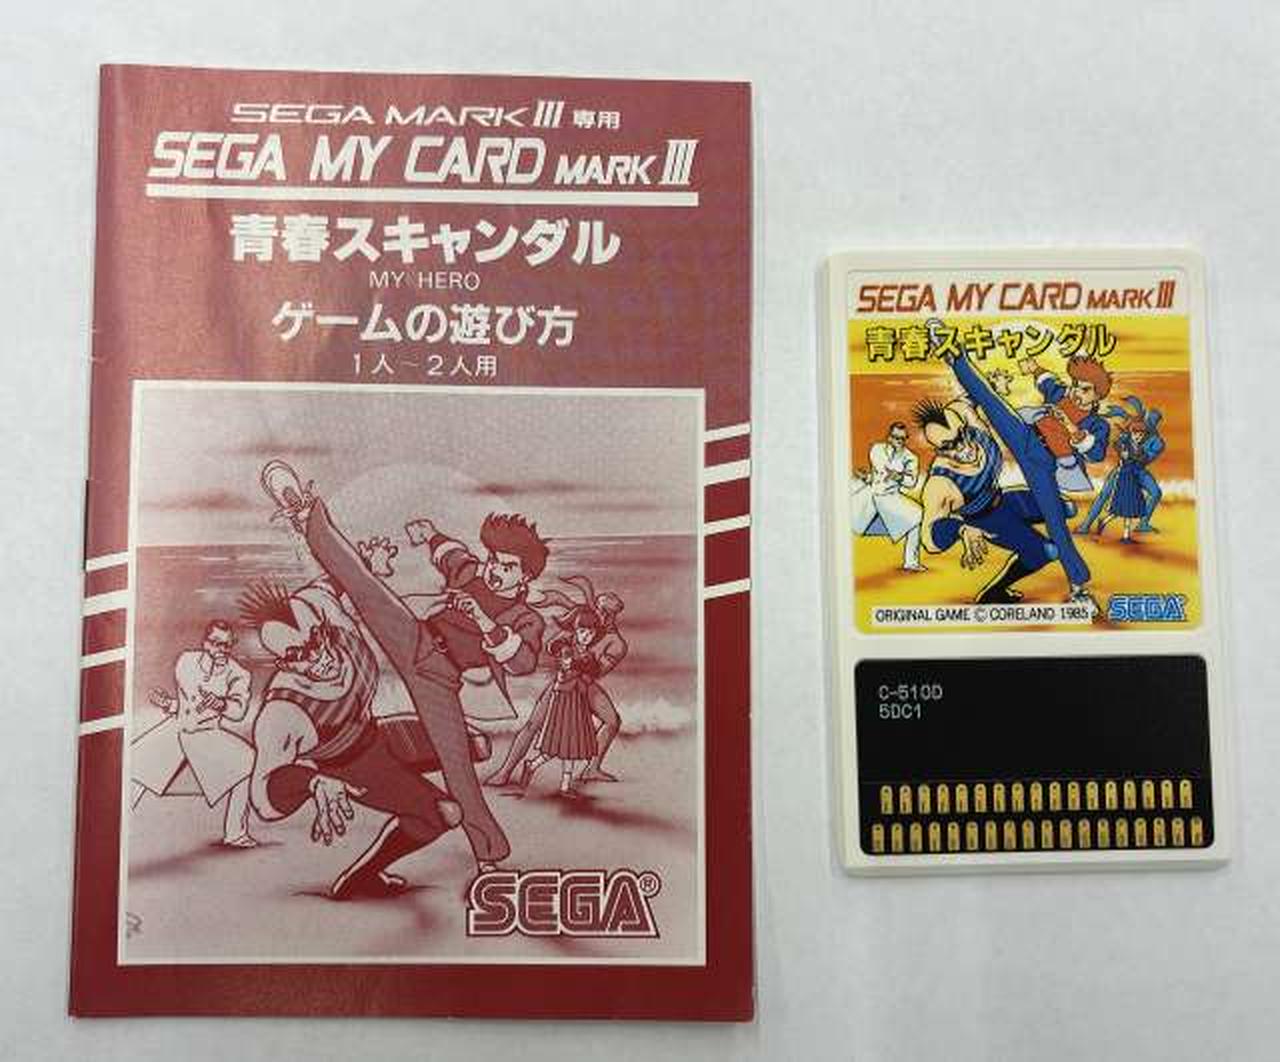 SEGA MARK III 専用
SEGA MY CARD MARK III
青春スキャンダル
MY HERO
ゲームの遊び方
1人~2人用
SEGA®
SEGA MY CARD MARK III
青春スキャンダル
ORIGINAL GAME © CORELAND 1985
SEGA
C-510D
5DC1